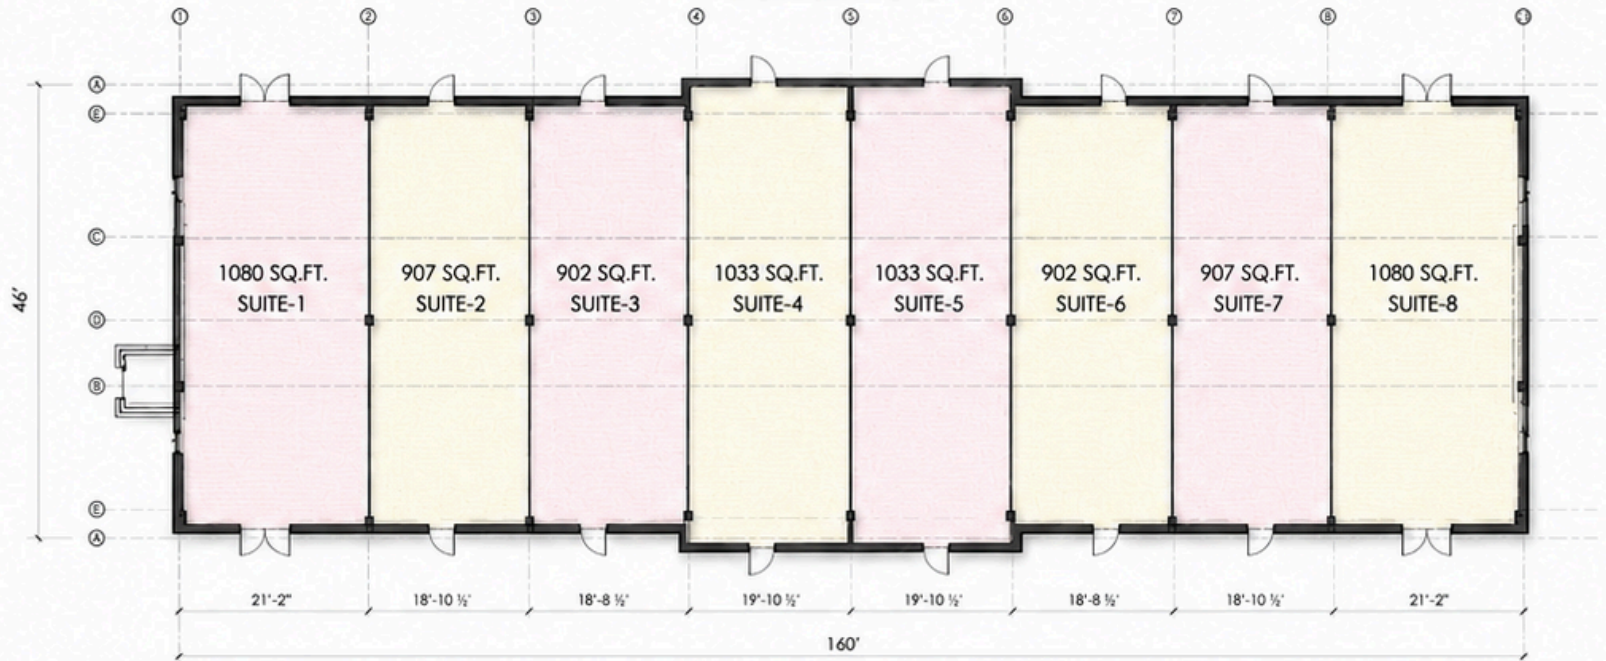 1 2 3 4 5 6 7 8
A
E
C
D
B
E
A
46'
1080 SQ.FT.
SUITE-1
907 SQ.FT.
SUITE-2
902 SQ.FT.
SUITE-3
1033 SQ.FT.
SUITE-4
1033 SQ.FT.
SUITE-5
902 SQ.FT.
SUITE-6
907 SQ.FT.
SUITE-7
1080 SQ.FT.
SUITE-8
21'-2" 18'-10 ½' 18'-8 ½' 19'-10 ½' 19'-10 ½' 18'-8 ½' 18'-10 ½' 21'-2"
160'